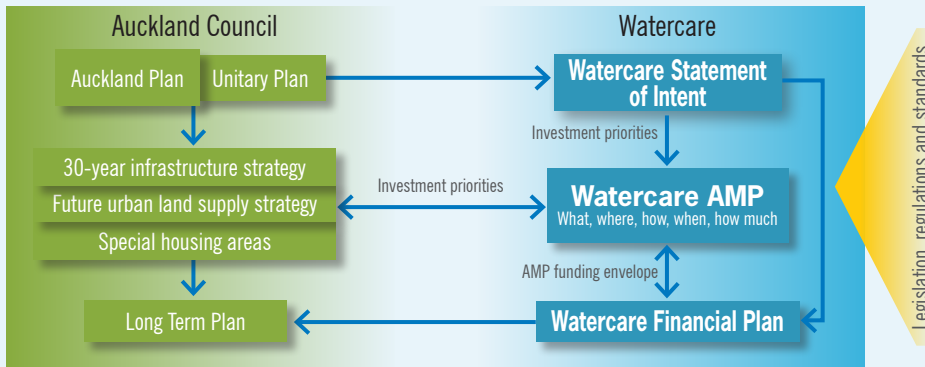 Auckland Council
Watercare
Auckland Plan
Unitary Plan
Watercare Statement
of Intent
Investment priorities
30-year infrastructure strategy
Future urban land supply strategy
Special housing areas
Investment priorities
Watercare AMP
What, where, how, when, how much
AMP funding envelope
Long Term Plan
Watercare Financial Plan
Legislation, regulations and standards